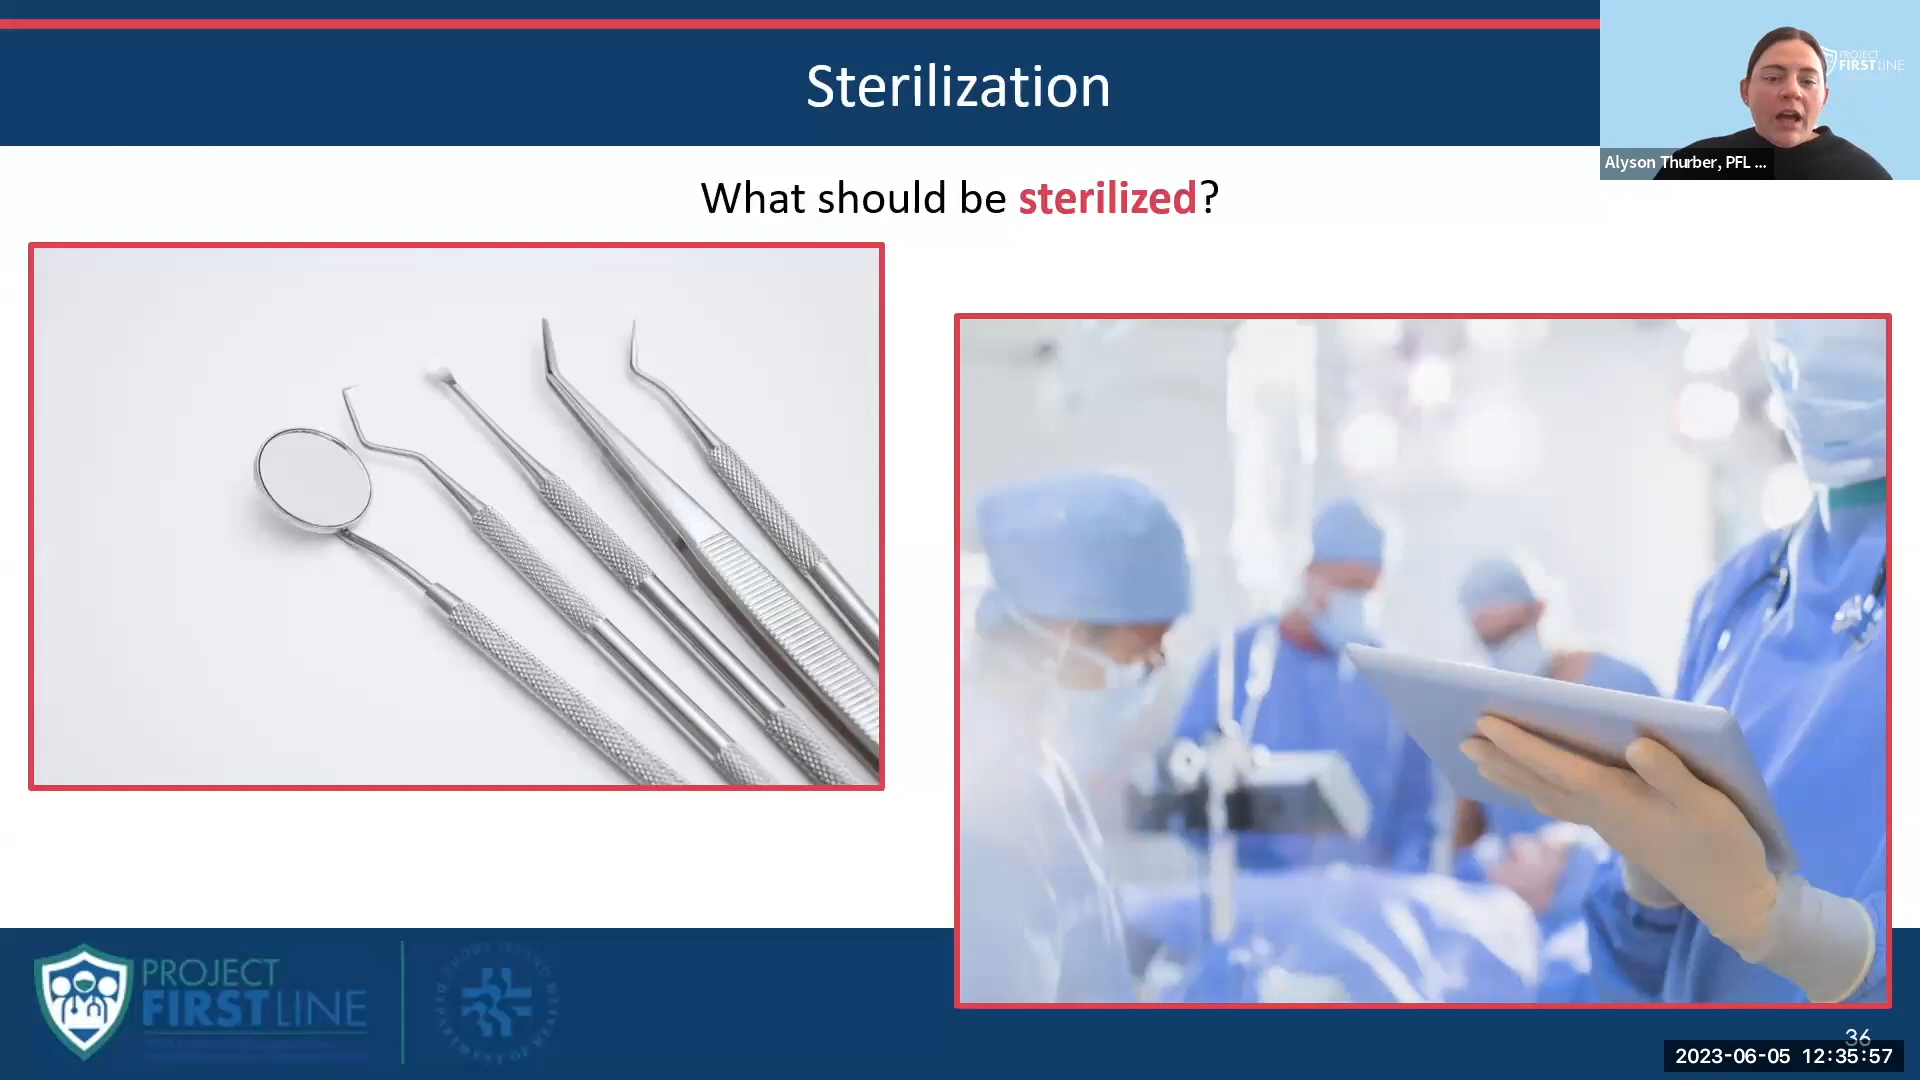 Sterilization
PROJECT
FIRSTLINE
Alyson Thurber, PFL ...
What should be sterilized?
PROJECT
FIRSTLINE
36
2023-06-05 12:35:57